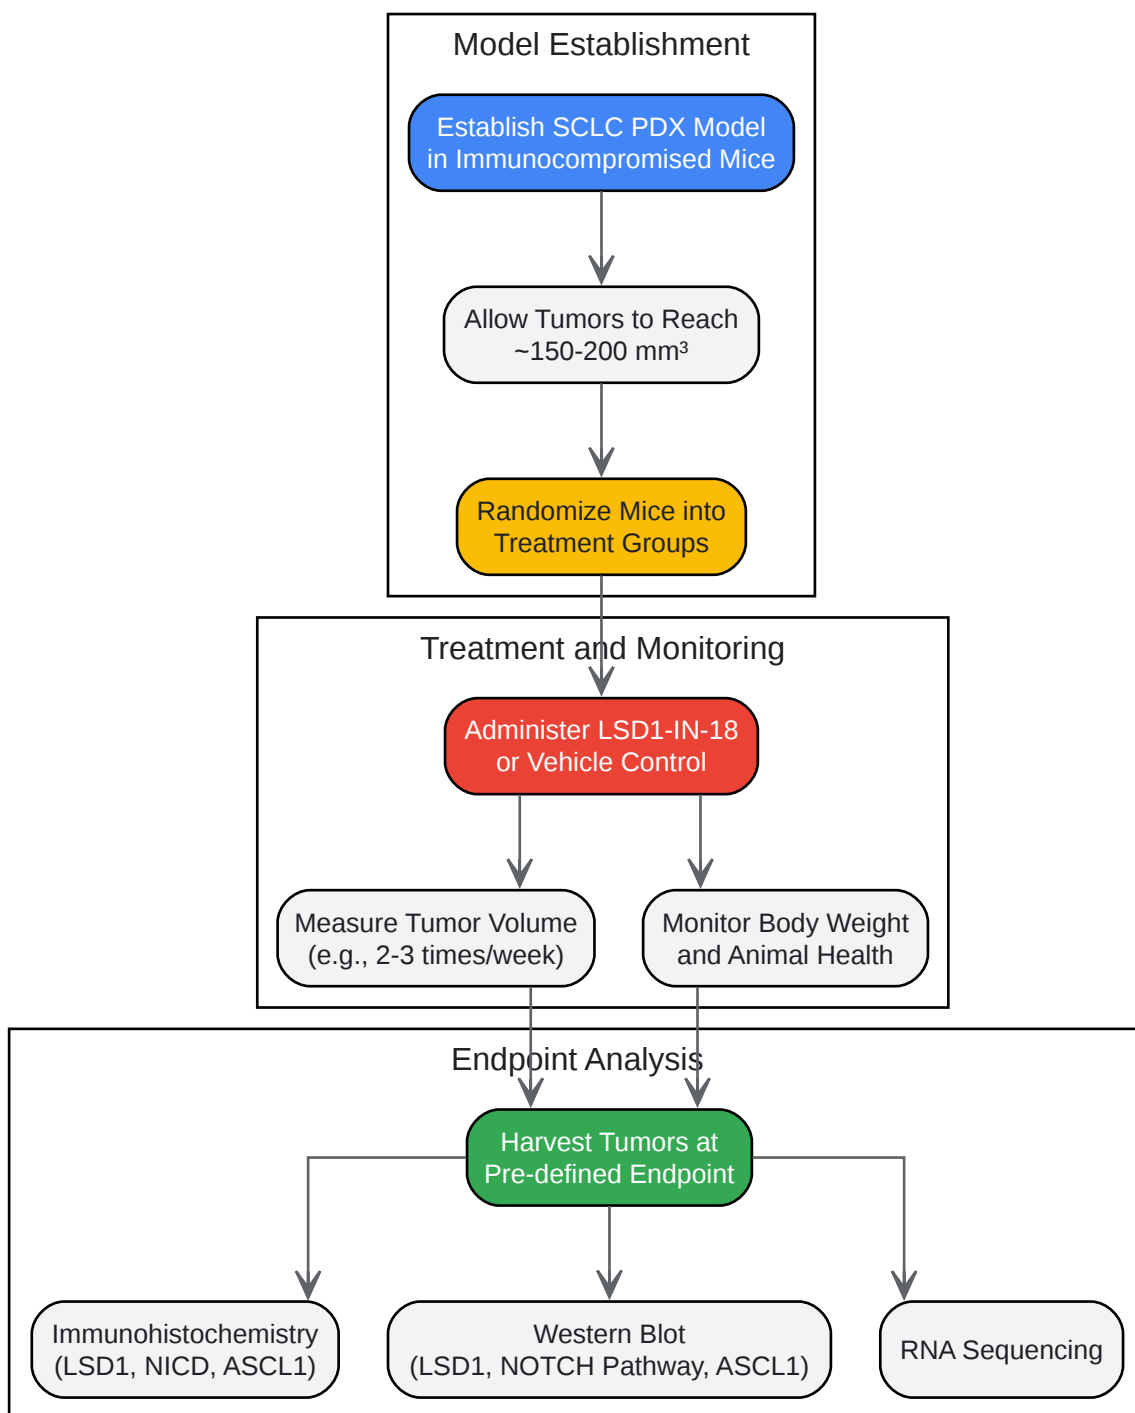 Model Establishment
Establish SCLC PDX Model
in Immunocompromised Mice
Allow Tumors to Reach
~150-200 mm³
Randomize Mice into
Treatment Groups
Treatment and Monitoring
Administer LSD1-IN-18
or Vehicle Control
Measure Tumor Volume
(e.g., 2-3 times/week)
Monitor Body Weight
and Animal Health
Endpoint Analysis
Harvest Tumors at
Pre-defined Endpoint
Immunohistochemistry
(LSD1, NICD, ASCL1)
Western Blot
(LSD1, NOTCH Pathway, ASCL1)
RNA Sequencing